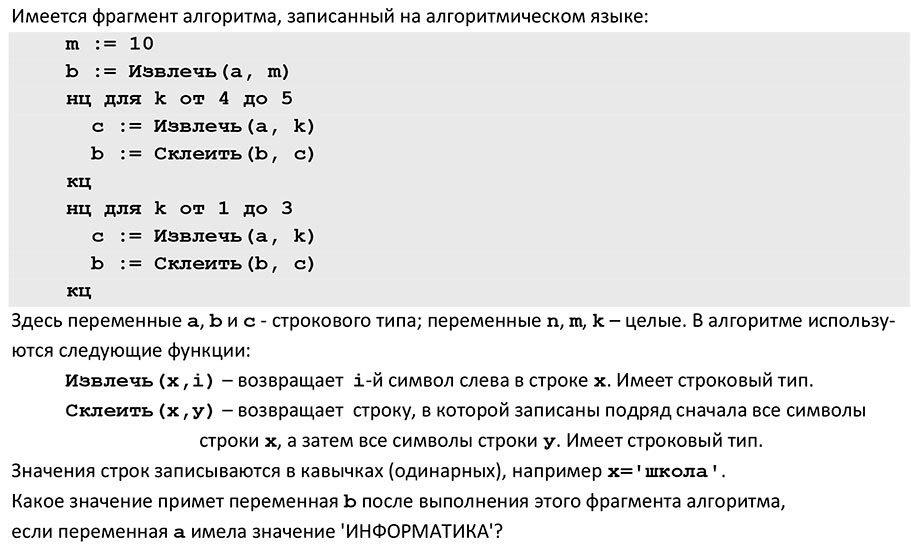 Имеется фрагмент алгоритма, записанный на алгоритмическом языке:
m := 10
b := Извлечь(a, m)
нц для k от 4 до 5
c := Извлечь(a, k)
b := Склеить(b, c)
кц
нц для k от 1 до 3
c := Извлечь(a, k)
b := Склеить(b, c)
кц
Здесь переменные a, b и c - строкового типа; переменные n, m, k – целые. В алгоритме использу-
ются следующие функции:
Извлечь(x,i) – возвращает i-й символ слева в строке x. Имеет строковый тип.
Склеить(x,y) – возвращает строку, в которой записаны подряд сначала все символы
строки x, а затем все символы строки y. Имеет строковый тип.
Значения строк записываются в кавычках (одинарных), например x='школа'.
Какое значение примет переменная b после выполнения этого фрагмента алгоритма,
если переменная a имела значение 'ИНФОРМАТИКА'?